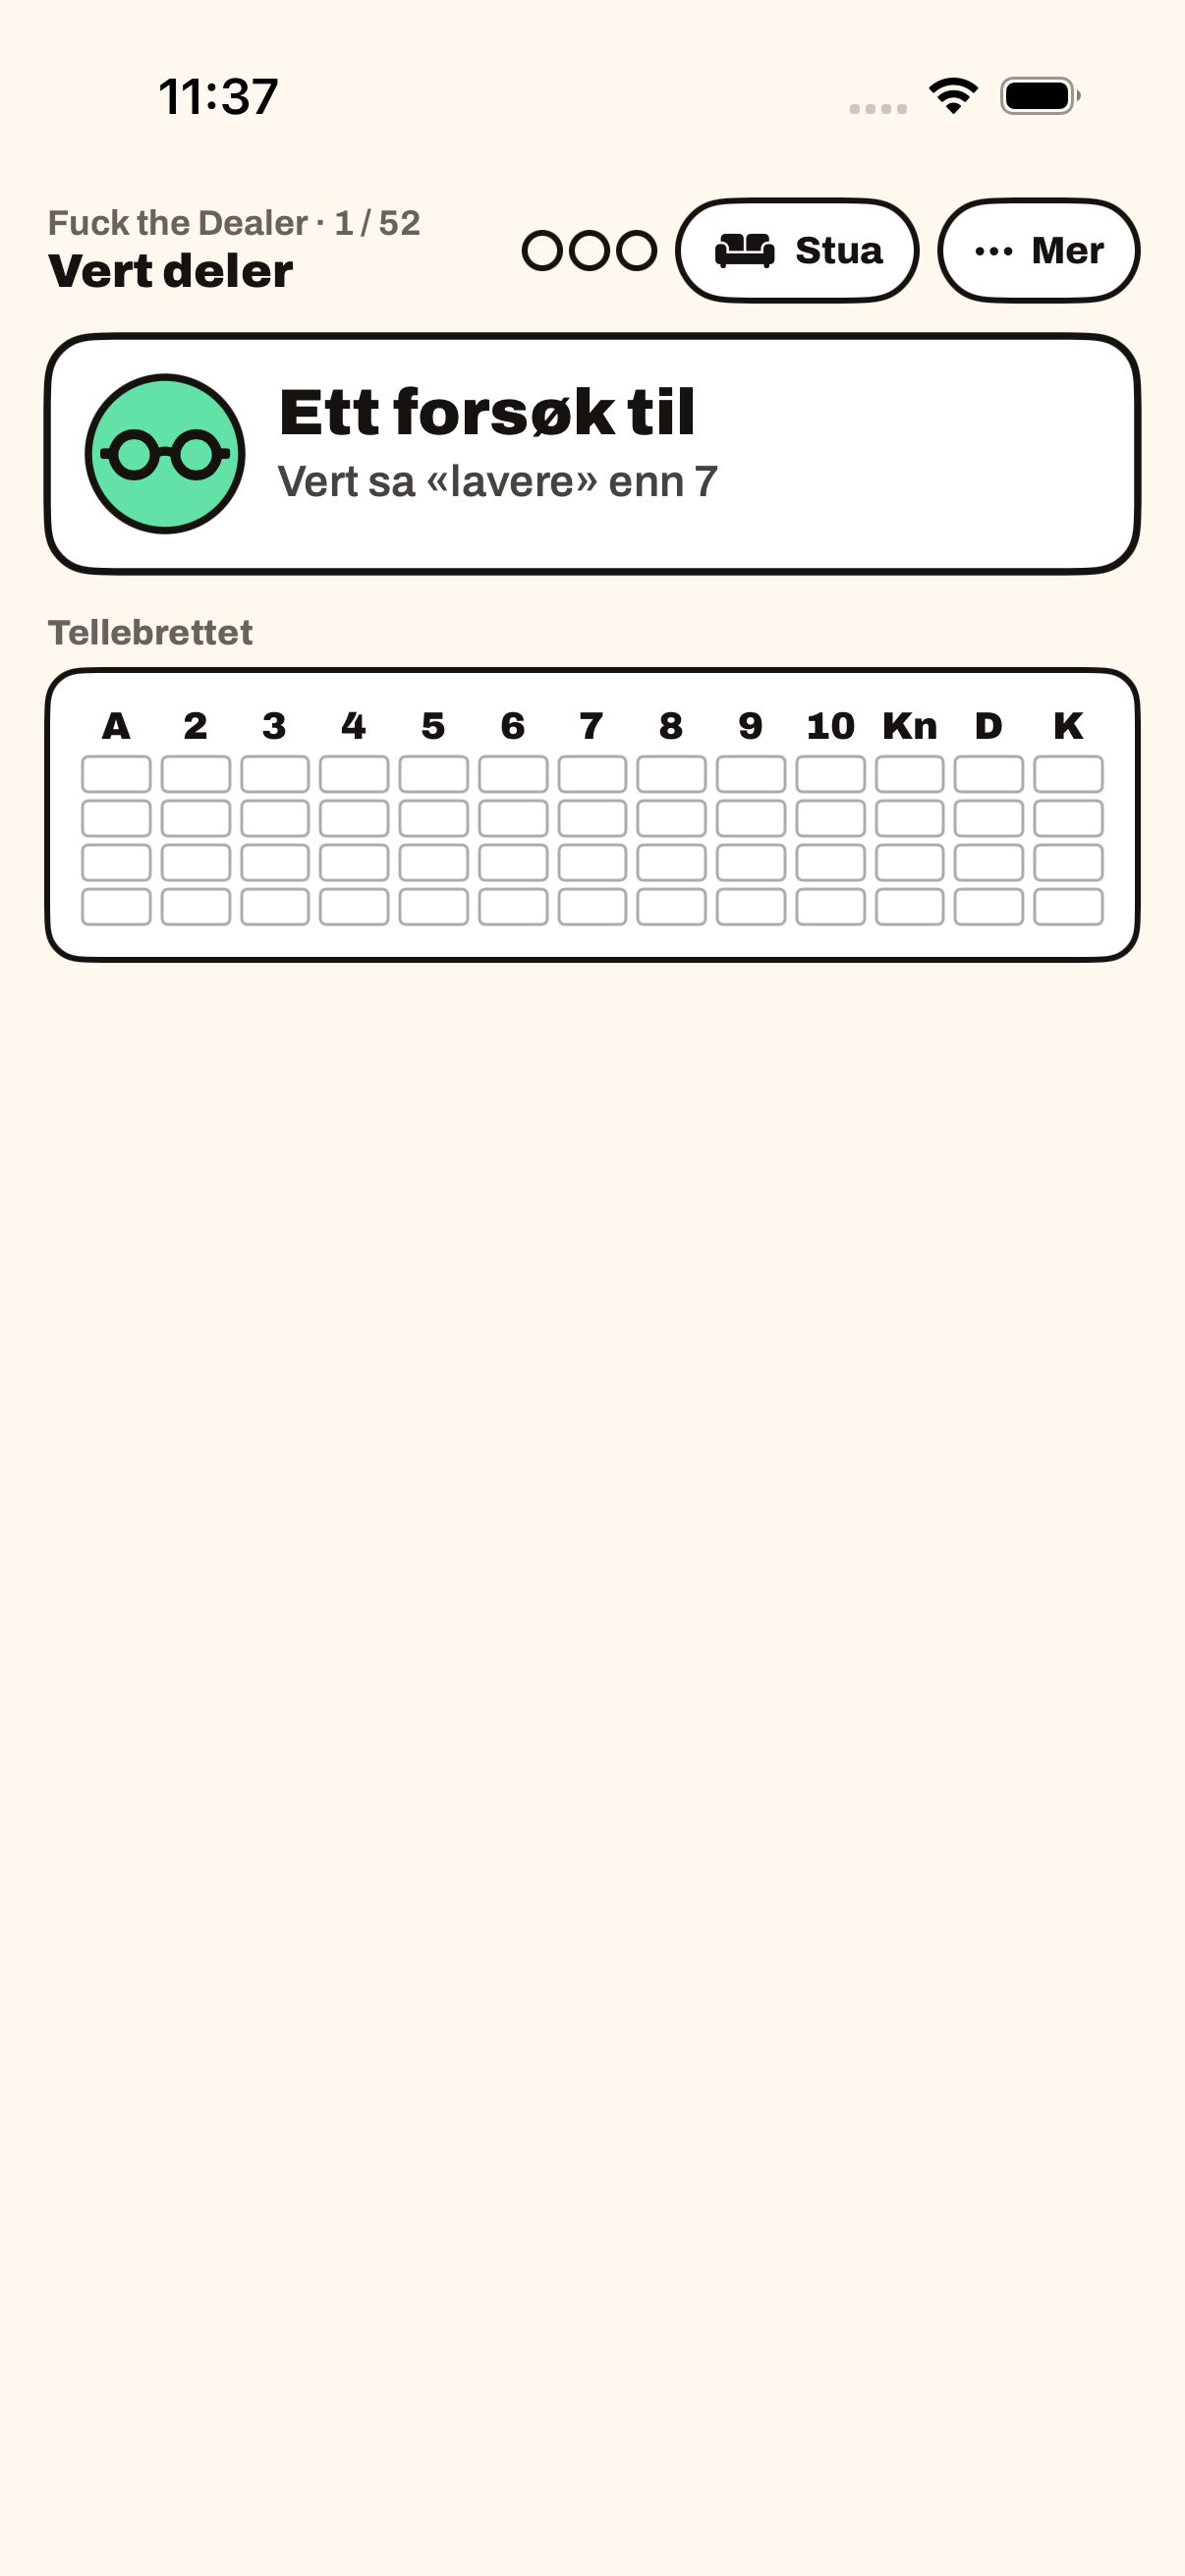 11:37
Fuck the Dealer · 1 / 52
Vert deler
Stua
Mer
Ett forsøk til
Vert sa «lavere» enn 7
Tellebrettet
A 2 3 4 5 6 7 8 9 10 Kn D K